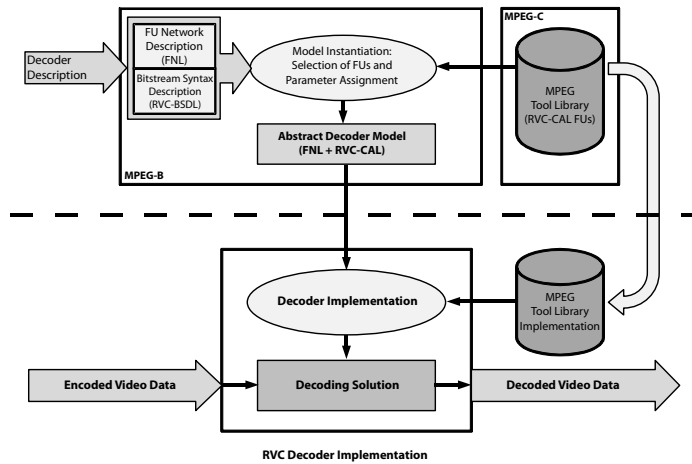 MPEG-C
FU Network
Description
(FNL)
Bitstream Syntax
Description
(RVC-BSDL)
Decoder
Description
Model Instantiation:
Selection of FUs and
Parameter Assignment
MPEG
Tool Library
(RVC-CAL FUs)
Abstract Decoder Model
(FNL + RVC-CAL)
MPEG-B
Decoder Implementation
MPEG
Tool Library
Implementation
Encoded Video Data
Decoding Solution
Decoded Video Data
RVC Decoder Implementation